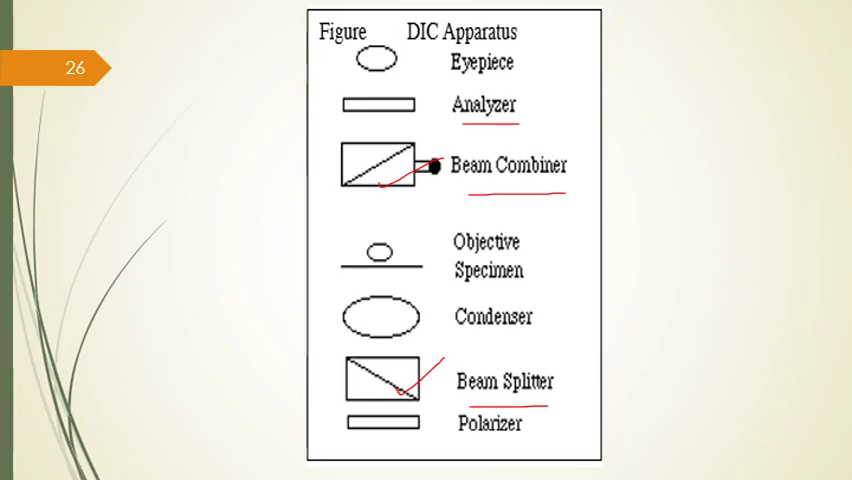 26
Figure DIC Apparatus
Eyepiece
Analyzer
Beam Combiner
Objective
Specimen
Condenser
Beam Splitter
Polarizer